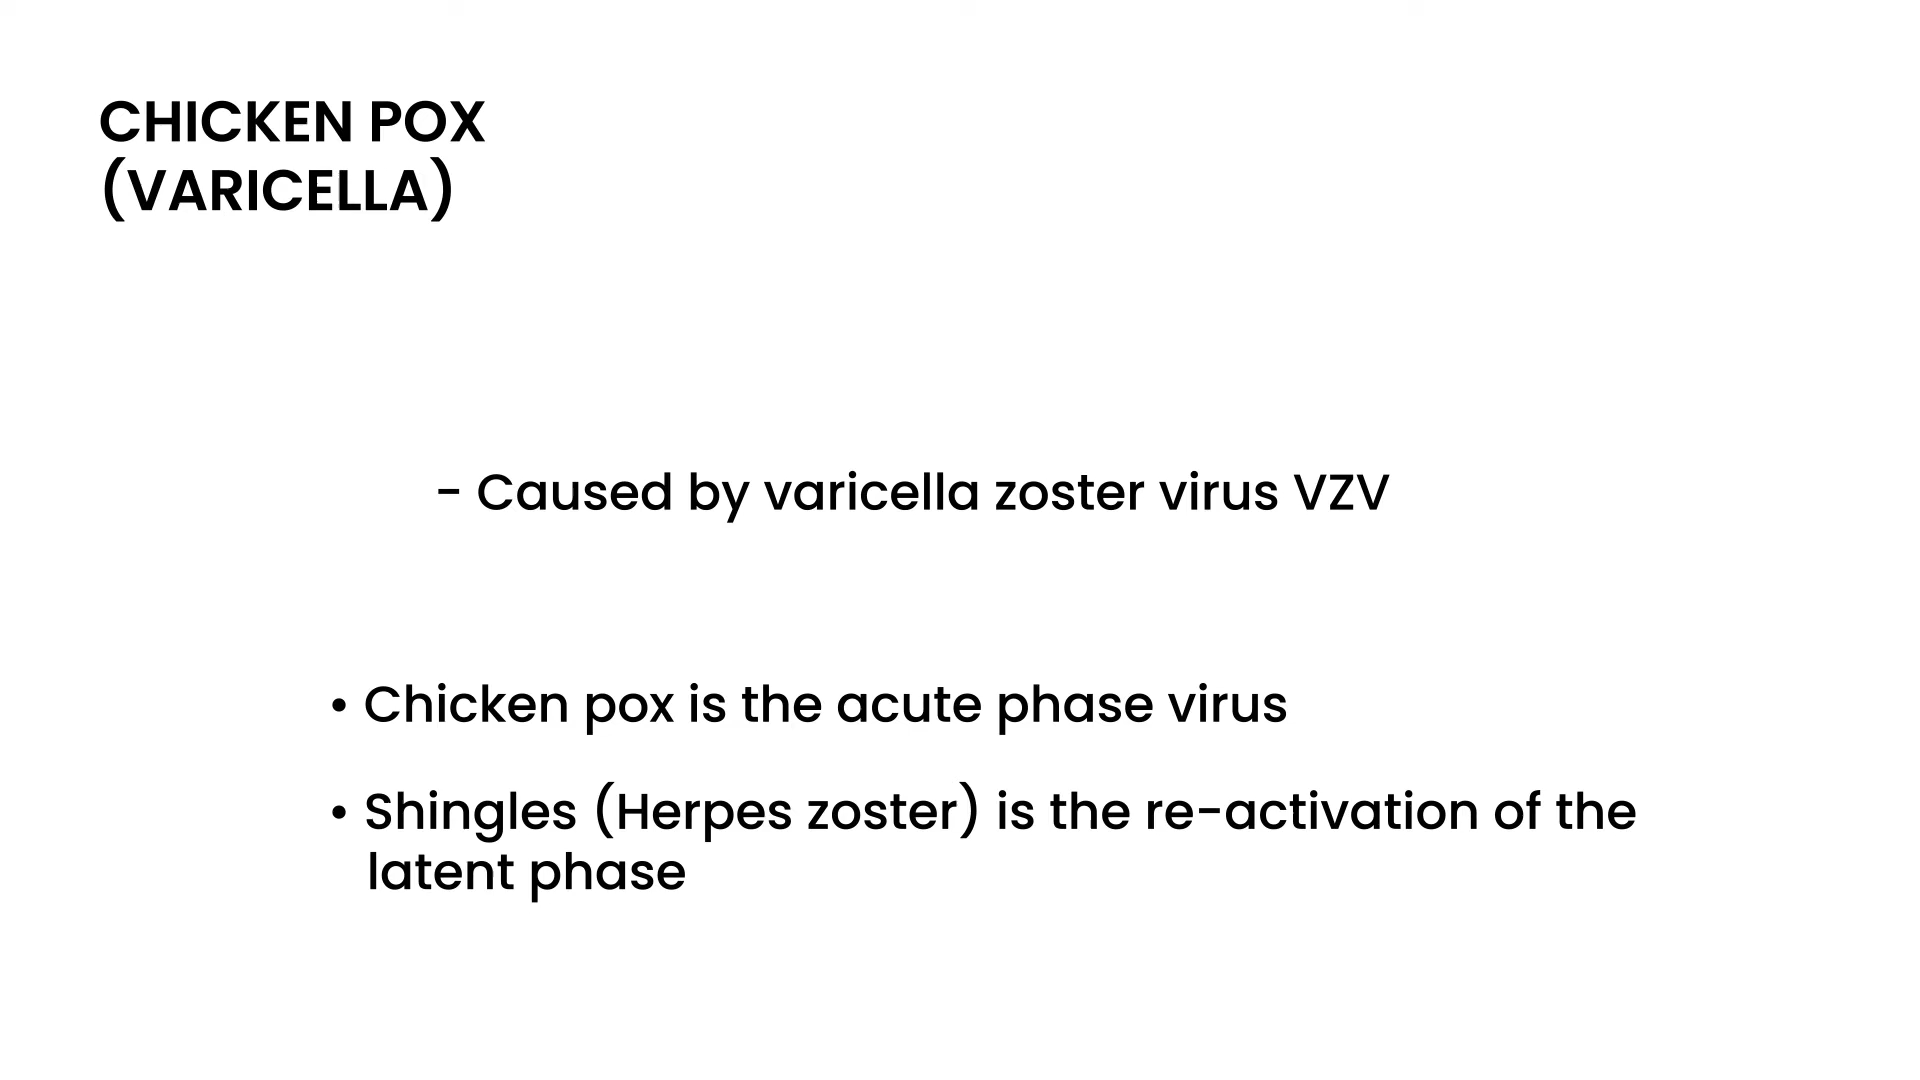 CHICKEN POX
(VARICELLA)
- Caused by varicella zoster virus VZV
• Chicken pox is the acute phase virus
• Shingles (Herpes zoster) is the re-activation of the
latent phase